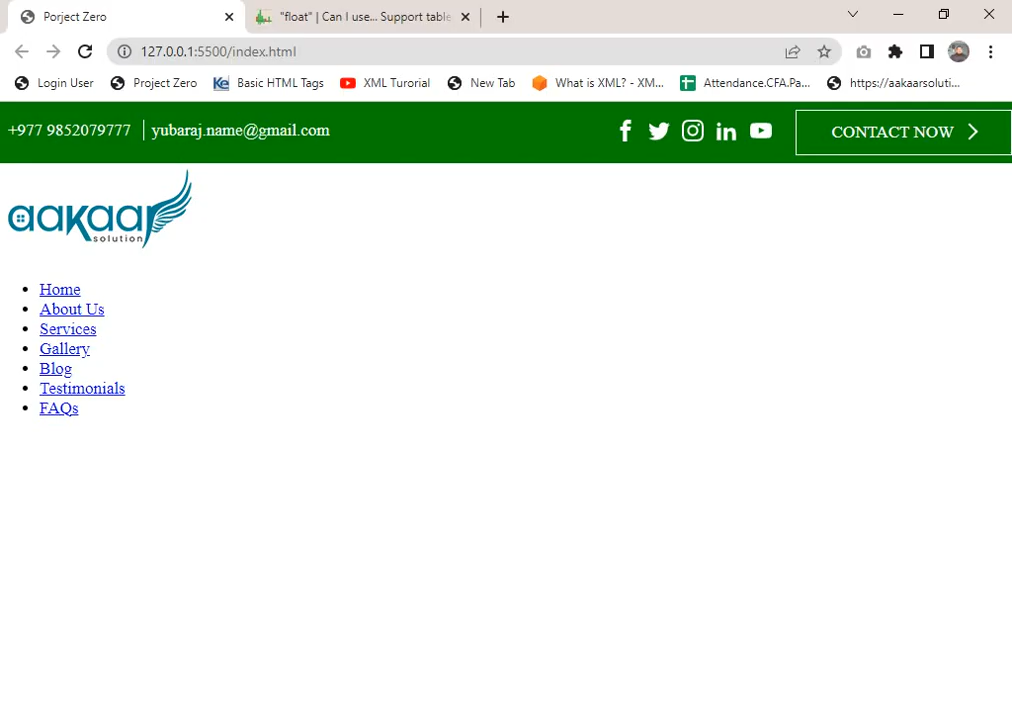 Porject Zero
"float" | Can I use... Support table
127.0.0.1:5500/index.html
Login User Project Zero Basic HTML Tags XML Turorial New Tab What is XML? - XM... Attendance.CFA.Pa... https://aakaarsoluti...
+977 9852079777 yubaraj.name@gmail.com CONTACT NOW
aakaar
solution
Home
About Us
Services
Gallery
Blog
Testimonials
FAQs